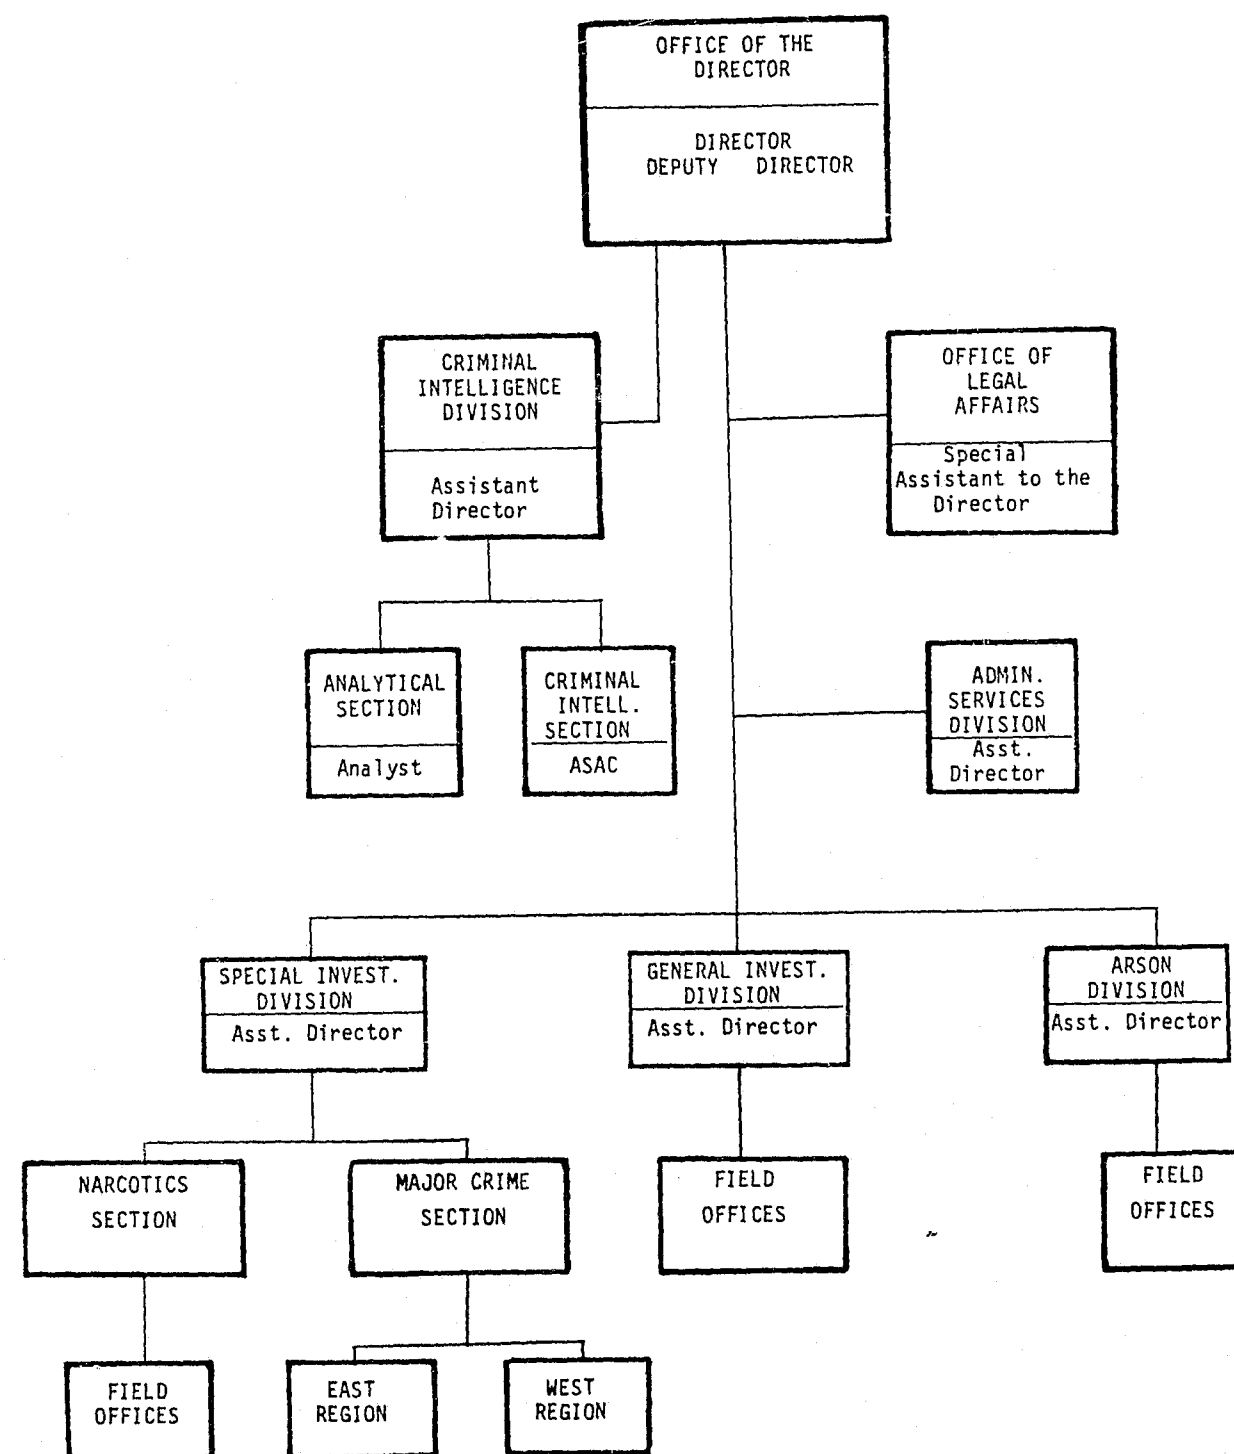 OFFICE OF THE
DIRECTOR
DIRECTOR
DEPUTY DIRECTOR
CRIMINAL
INTELLIGENCE
DIVISION
Assistant
Director
OFFICE OF
LEGAL
AFFAIRS
Special
Assistant to the
Director
ANALYTICAL
SECTION
Analyst
CRIMINAL
INTELL.
SECTION
ASAC
ADMIN.
SERVICES
DIVISION
Asst.
Director
SPECIAL INVEST.
DIVISION
Asst. Director
GENERAL INVEST.
DIVISION
Asst. Director
ARSON
DIVISION
Asst. Director
NARCOTICS
SECTION
MAJOR CRIME
SECTION
FIELD
OFFICES
FIELD
OFFICES
FIELD
OFFICES
EAST
REGION
WEST
REGION